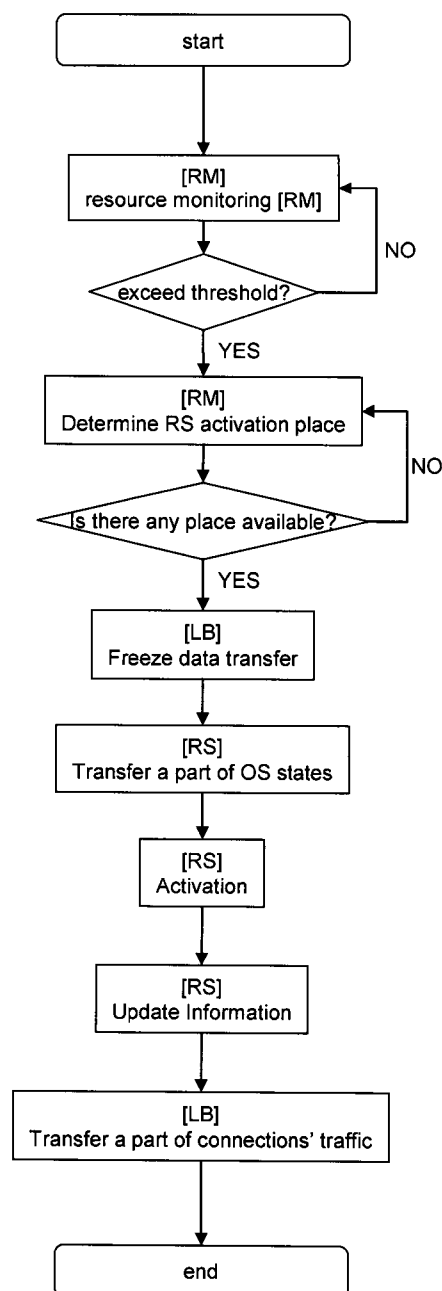 start
[RM]
resource monitoring [RM]
NO
exceed threshold?
YES
[RM]
Determine RS activation place
NO
Is there any place available?
YES
[LB]
Freeze data transfer
[RS]
Transfer a part of OS states
[RS]
Activation
[RS]
Update Information
[LB]
Transfer a part of connections' traffic
end